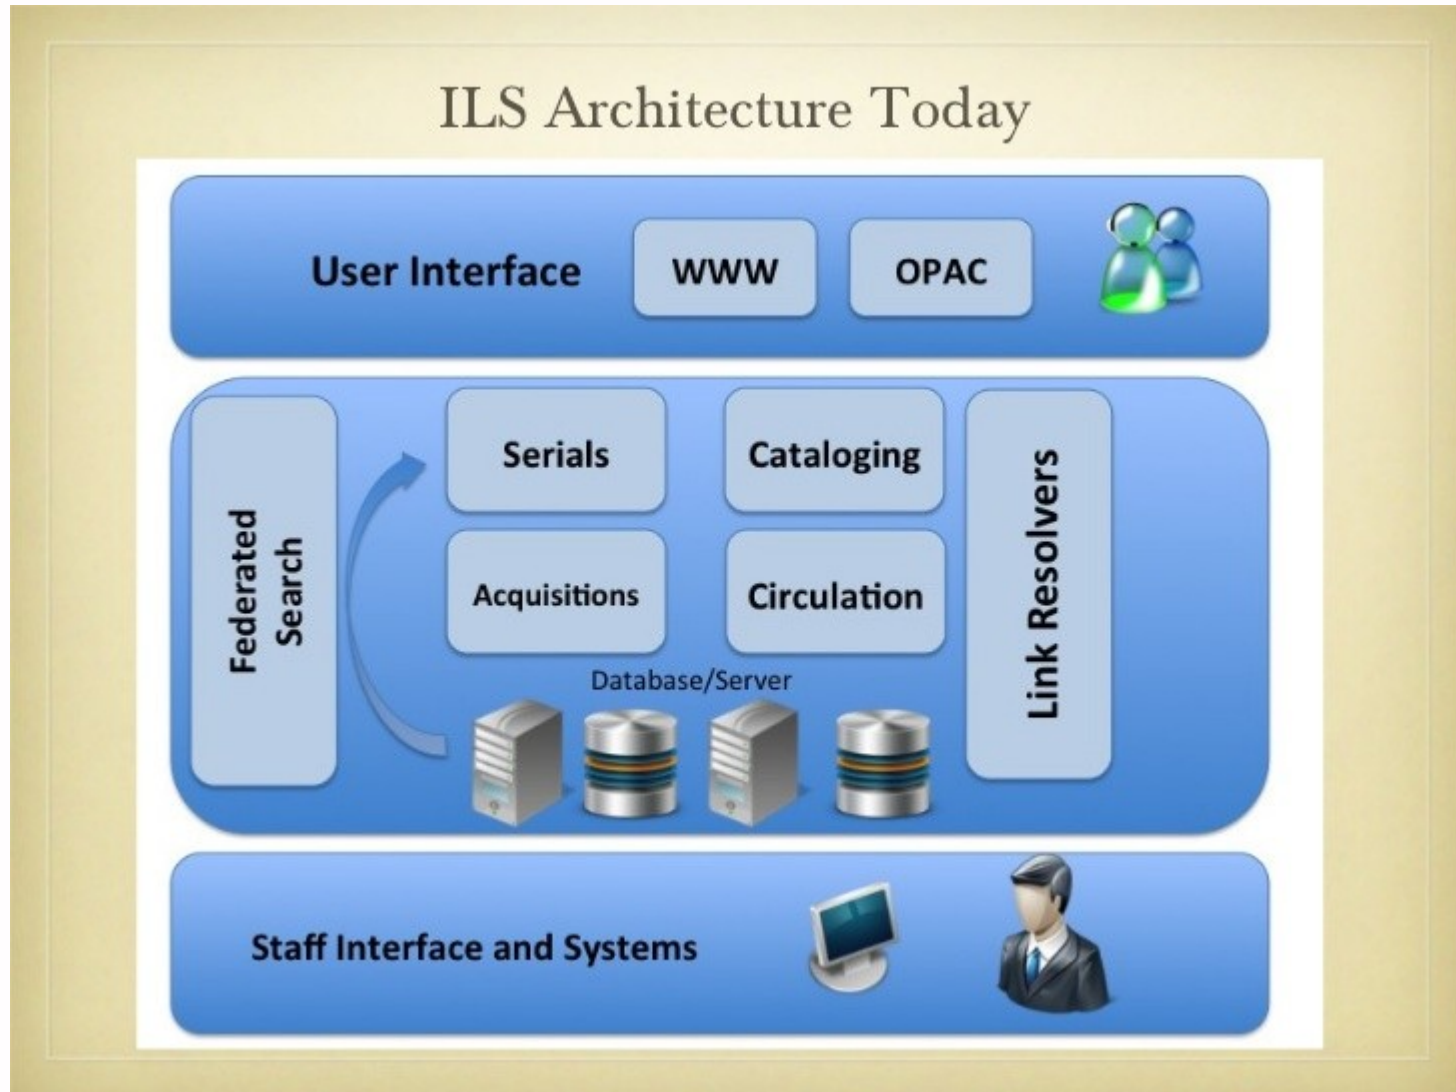 ILS Architecture Today
User Interface
WWW
OPAC
Federated
Search
Serials
Cataloging
Acquisitions
Circulation
Link Resolvers
Database/Server
Staff Interface and Systems